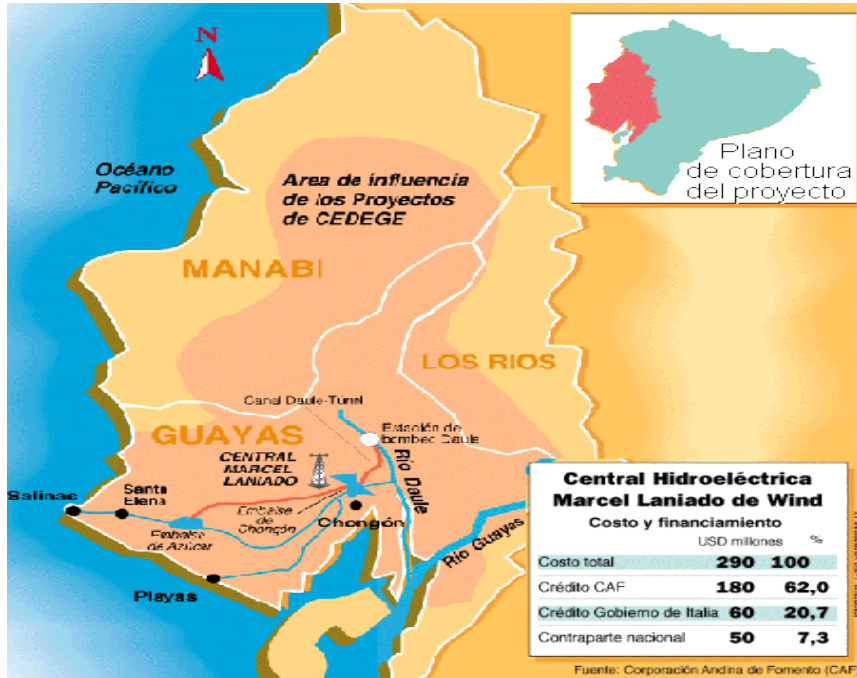 N
Plano
de cobertura
del proyecto
Océano
Pacífico
Area de influencia
de los Proyectos
de CEDEGE
MANABI
LOS RIOS
Canal Daule-Túnel
GUAYAS
Estación de
bombeo Daule
CENTRAL
MARCEL
LANIADO
Río Daule
Salinas
Santa
Elena
Embalse
de Azúcar
Embalse
de Chongón
Chongón
Río Guayas
Playas
Central Hidroeléctrica
Marcel Laniado de Wind
Costo y financiamiento
USD millones %
Costo total 290 100
Crédito CAF 180 62,0
Crédito Gobierno de Italia 60 20,7
Contraparte nacional 50 7,3
Fuente: Corporación Andina de Fomento (CAF